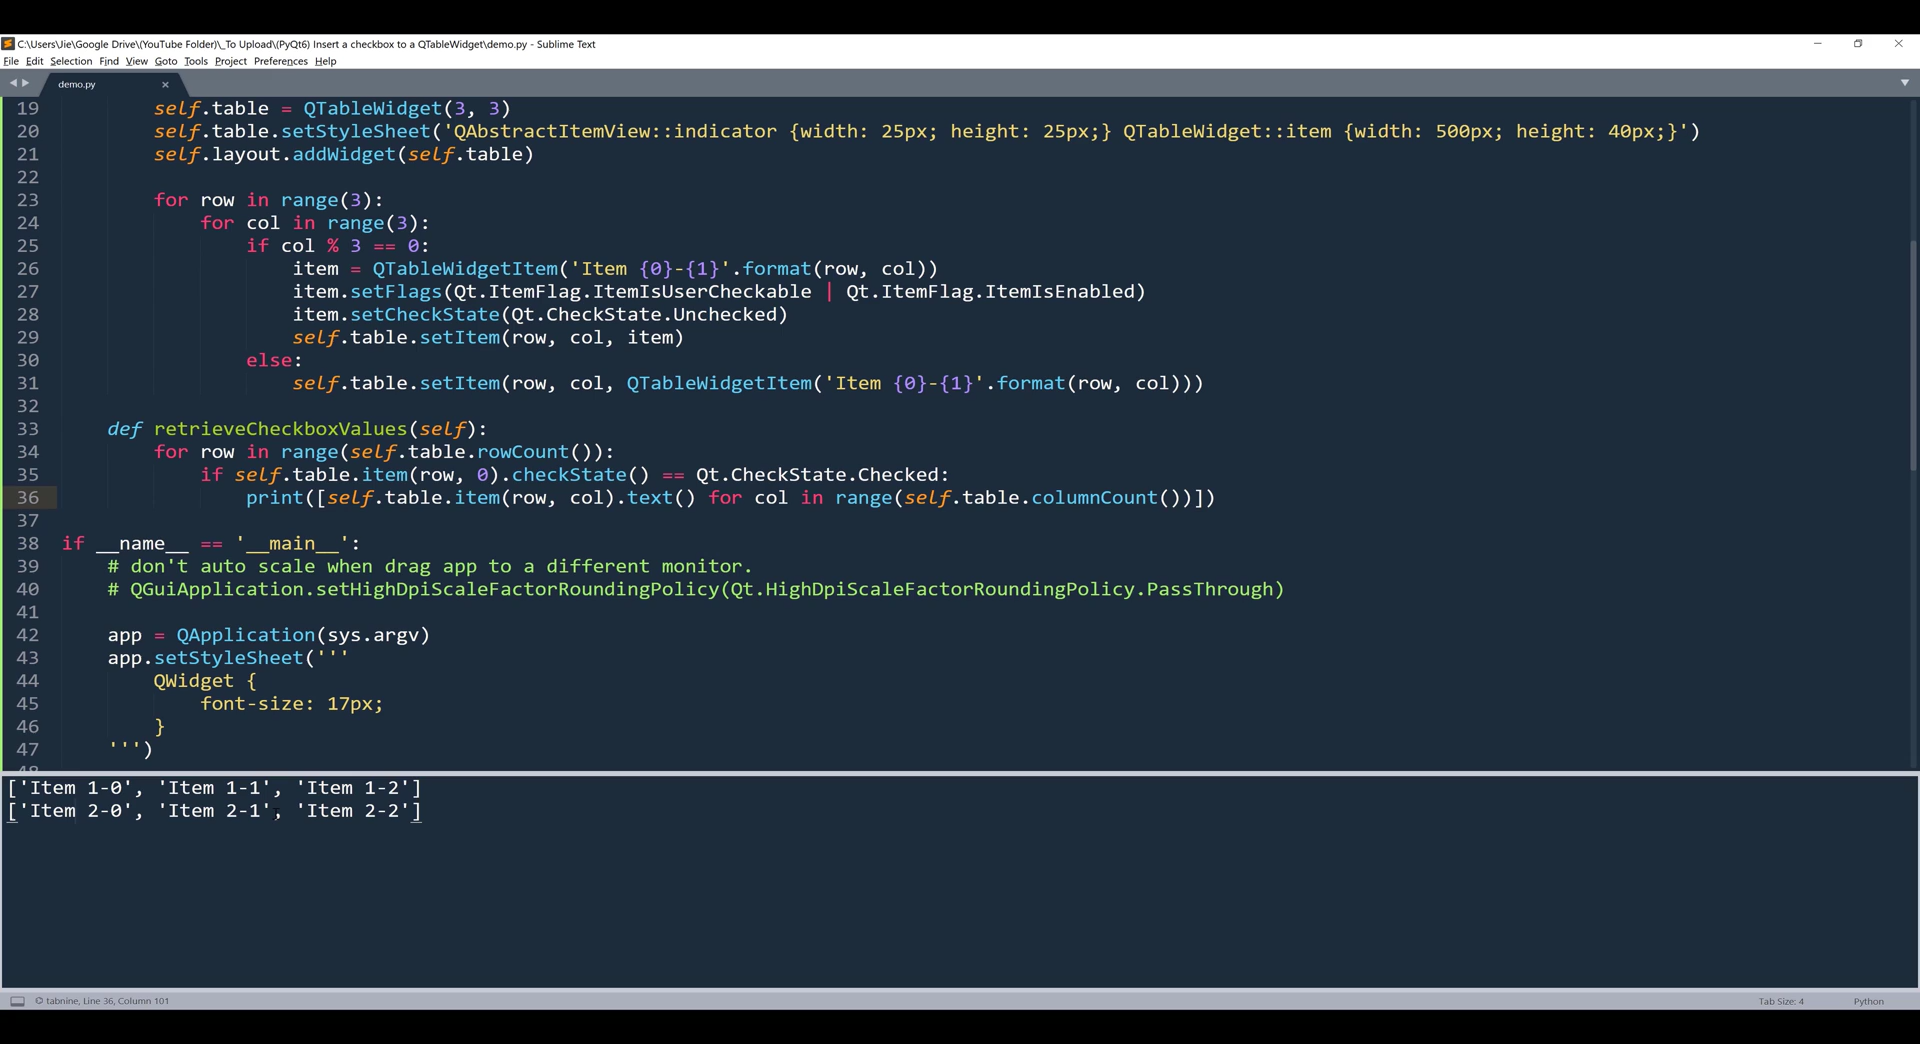 C:\Users\Jie\Google Drive\(YouTube Folder)\_To Upload\(PyQt6) Insert a checkbox to a QTableWidget\demo.py - Sublime Text
File Edit Selection Find View Goto Tools Project Preferences Help
demo.py
19 self.table = QTableWidget(3, 3)
20 self.table.setStyleSheet('QAbstractItemView::indicator {width: 25px; height: 25px;} QTableWidget::item {width: 500px; height: 40px;}')
21 self.layout.addWidget(self.table)
22
23 for row in range(3):
24 for col in range(3):
25 if col % 3 == 0:
26 item = QTableWidgetItem('Item {0}-{1}'.format(row, col))
27 item.setFlags(Qt.ItemFlag.ItemIsUserCheckable | Qt.ItemFlag.ItemIsEnabled)
28 item.setCheckState(Qt.CheckState.Unchecked)
29 self.table.setItem(row, col, item)
30 else:
31 self.table.setItem(row, col, QTableWidgetItem('Item {0}-{1}'.format(row, col)))
32
33 def retrieveCheckboxValues(self):
34 for row in range(self.table.rowCount()):
35 if self.table.item(row, 0).checkState() == Qt.CheckState.Checked:
36 print([self.table.item(row, col).text() for col in range(self.table.columnCount())])
37
38 if __name__ == '__main__':
39 # don't auto scale when drag app to a different monitor.
40 # QGuiApplication.setHighDpiScaleFactorRoundingPolicy(Qt.HighDpiScaleFactorRoundingPolicy.PassThrough)
41
42 app = QApplication(sys.argv)
43 app.setStyleSheet('''
44 QWidget {
45 font-size: 17px;
46 }
47 ''')
48
['Item 1-0', 'Item 1-1', 'Item 1-2']
['Item 2-0', 'Item 2-1', 'Item 2-2']
tabnine, Line 36, Column 101 Tab Size: 4 Python